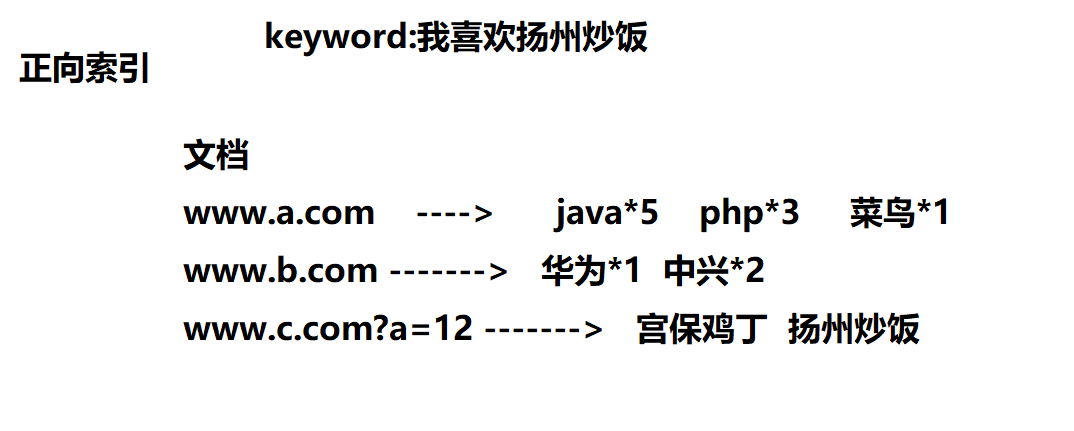 keyword:我喜欢扬州炒饭
正向索引
文档
www.a.com ----> java*5 php*3 菜鸟*1
www.b.com -------> 华为*1 中兴*2
www.c.com?a=12 -------> 宫保鸡丁 扬州炒饭